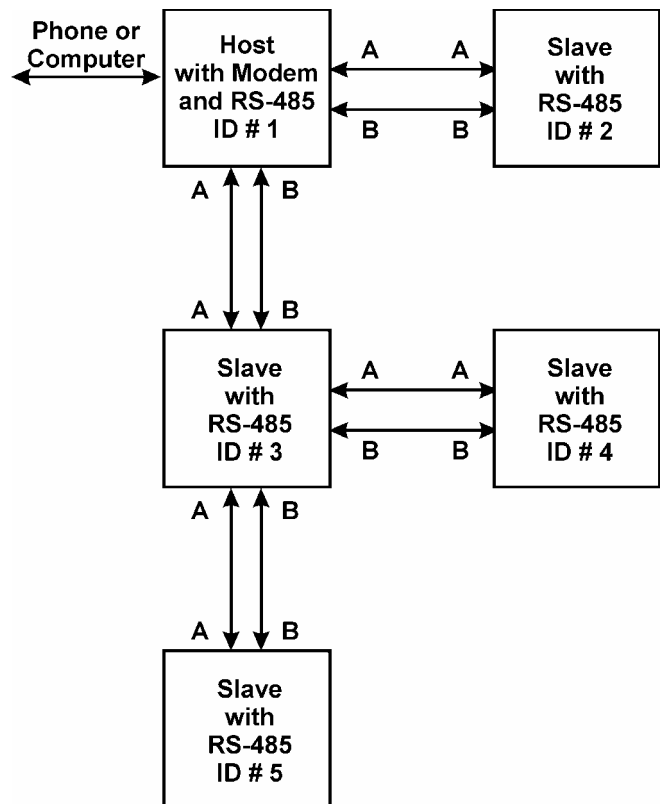 Phone or
Computer
Host
with Modem
and RS-485
ID # 1
A A
B B
Slave
with
RS-485
ID # 2
A B
A B
Slave
with
RS-485
ID # 3
A A
B B
Slave
with
RS-485
ID # 4
A B
A B
Slave
with
RS-485
ID # 5